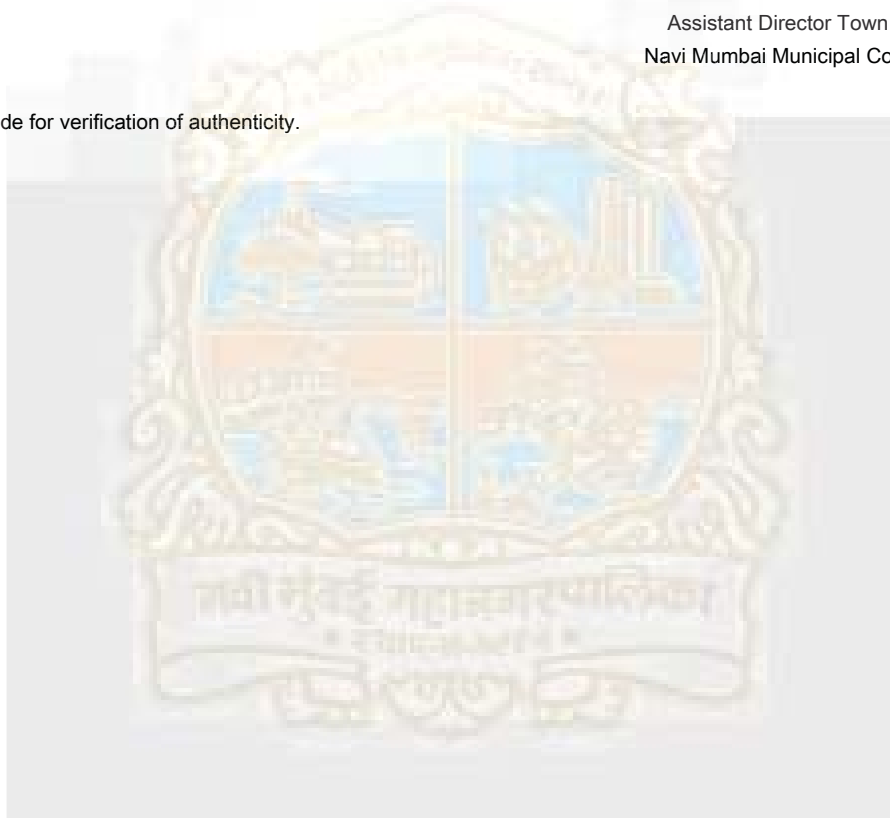 Assistant Director Town
Navi Mumbai Municipal Co
de for verification of authenticity.
नवी मुंबई महानगरपालिका